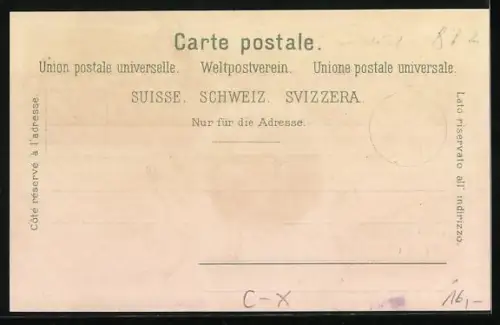 Carte postale.
Union postale universelle. Weltpostverein. Unione postale universale.
SUISSE. SCHWEIZ. SVIZZERA.
Nur für die Adresse.
Côté réservé à l'adresse.
Lato riservato all' indirizzo.
C-X
16,-